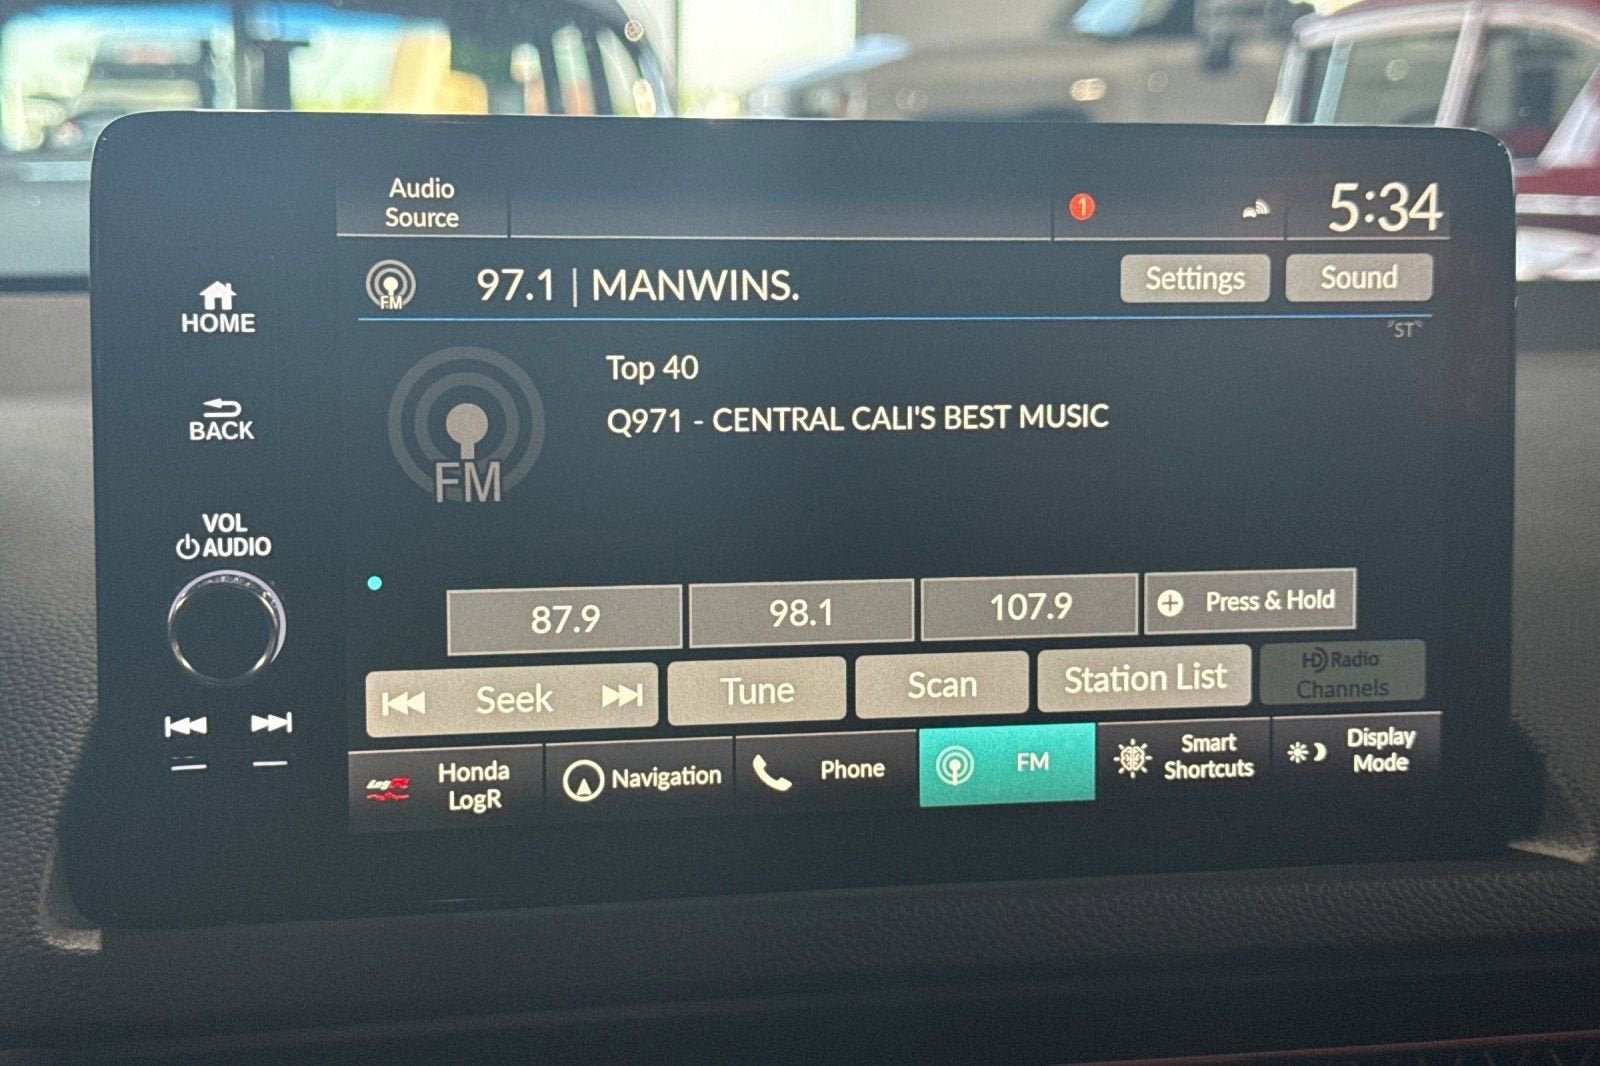 Audio
Source
1
5:34
FM
97.1 | MANWINS.
Settings
Sound
"ST"
HOME
BACK
VOL
AUDIO
Top 40
Q971 - CENTRAL CALI'S BEST MUSIC
FM
87.9
98.1
107.9
Press & Hold
Seek
Tune
Scan
Station List
HD Radio
Channels
LogR
Honda
LogR
Navigation
Phone
FM
Smart
Shortcuts
Display
Mode